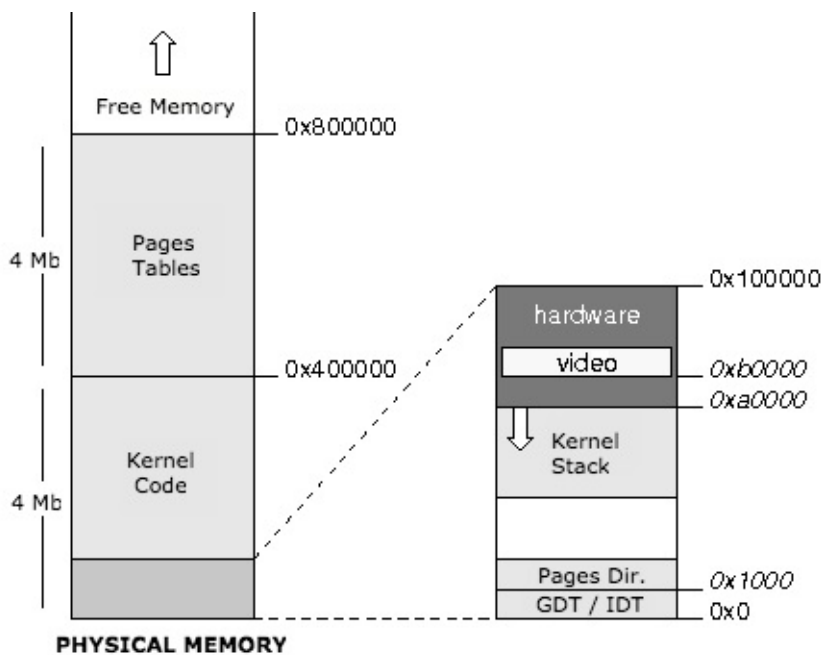 Free Memory
0x800000
Pages
Tables
4 Mb
0x400000
Kernel
Code
4 Mb
PHYSICAL MEMORY
0x100000
hardware
video
0xb0000
0xa0000
Kernel
Stack
Pages Dir.
0x1000
GDT / IDT
0x0